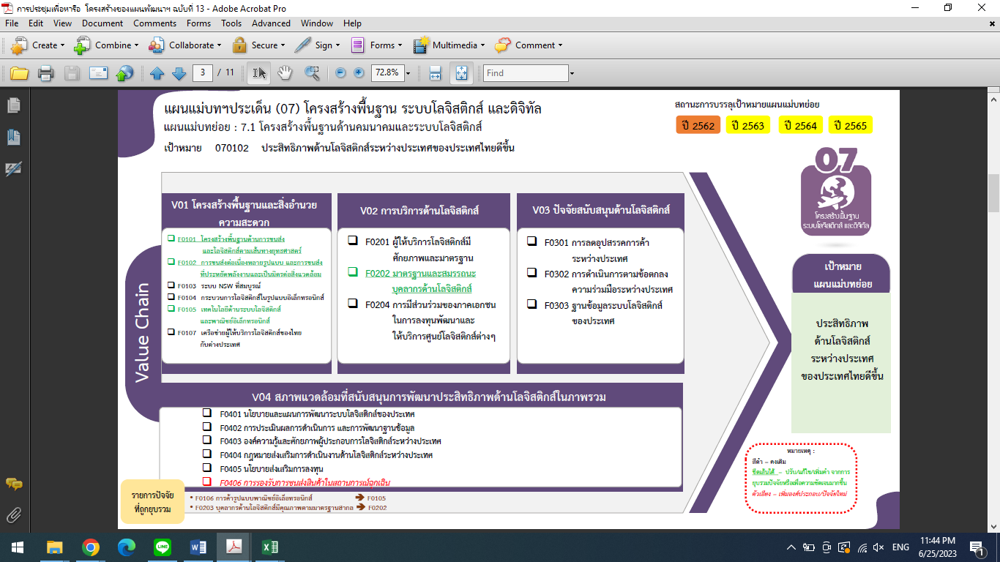 การประชุมเพื่อหารือ โครงสร้างของแผนพัฒนาฯ ฉบับที่ 13 - Adobe Acrobat Pro
File Edit View Document Comments Forms Tools Advanced Window Help
Create Combine Collaborate Secure Sign Forms Multimedia Comment
3 / 11 72.8% Find
แผนแม่บทฯประเด็น (07) โครงสร้างพื้นฐาน ระบบโลจิสติกส์ และดิจิทัล
แผนแม่บทย่อย : 7.1 โครงสร้างพื้นฐานด้านคมนาคมและระบบโลจิสติกส์
เป้าหมาย 070102 ประสิทธิภาพด้านโลจิสติกส์ระหว่างประเทศของประเทศไทยดีขึ้น
สถานะการบรรลุเป้าหมายแผนแม่บทย่อย
ปี 2562 ปี 2563 ปี 2564 ปี 2565
07
โครงสร้างพื้นฐาน
ระบบโลจิสติกส์ และดิจิทัล
Value Chain
V01 โครงสร้างพื้นฐานและสิ่งอำนวย
ความสะดวก
F0101 โครงสร้างพื้นฐานด้านการขนส่ง
และโลจิสติกส์ตามเส้นทางยุทธศาสตร์
F0102 การขนส่งต่อเนื่องหลายรูปแบบ และการขนส่ง
ที่ประหยัดพลังงานและเป็นมิตรต่อสิ่งแวดล้อม
F0103 ระบบ NSW ที่สมบูรณ์
F0104 กระบวนการโลจิสติกส์ในรูปแบบอิเล็กทรอนิกส์
F0105 เทคโนโลยีด้านระบบโลจิสติกส์
และพาณิชย์อิเล็กทรอนิกส์
F0107 เครือข่ายผู้ให้บริการโลจิสติกส์ของไทย
กับต่างประเทศ
V02 การบริการด้านโลจิสติกส์
F0201 ผู้ให้บริการโลจิสติกส์มี
ศักยภาพและมาตรฐาน
F0202 มาตรฐานและสมรรถนะ
บุคลากรด้านโลจิสติกส์
F0204 การมีส่วนร่วมของภาคเอกชน
ในการลงทุนพัฒนาและ
ให้บริการศูนย์โลจิสติกส์ต่างๆ
V03 ปัจจัยสนับสนุนด้านโลจิสติกส์
F0301 การลดอุปสรรคการค้า
ระหว่างประเทศ
F0302 การดำเนินการตามข้อตกลง
ความร่วมมือระหว่างประเทศ
F0303 ฐานข้อมูลระบบโลจิสติกส์
ของประเทศ
เป้าหมาย
แผนแม่บทย่อย
ประสิทธิภาพ
ด้านโลจิสติกส์
ระหว่างประเทศ
ของประเทศไทยดีขึ้น
V04 สภาพแวดล้อมที่สนับสนุนการพัฒนาประสิทธิภาพด้านโลจิสติกส์ในภาพรวม
F0401 นโยบายและแผนการพัฒนาระบบโลจิสติกส์ของประเทศ
F0402 การประเมินผลการดำเนินการ และการพัฒนาฐานข้อมูล
F0403 องค์ความรู้และศักยภาพผู้ประกอบการโลจิสติกส์ระหว่างประเทศ
F0404 กฎหมายส่งเสริมการดำเนินงานด้านโลจิสติกส์ระหว่างประเทศ
F0405 นโยบายส่งเสริมการลงทุน
F0406 การรองรับการขนส่งสินค้าในสถานการณ์ฉุกเฉิน
หมายเหตุ :
สีดำ – คงเดิม
ขีดเส้นใต้ – ปรับ/แก้ไข/เพิ่มคำ จากการ
ยุบรวมปัจจัยหรือเพื่อความชัดเจนมากขึ้น
ตัวเอียง – เพิ่มองค์ประกอบ/ปัจจัยใหม่
รายการปัจจัย
ที่ถูกยุบรวม
• F0106 การค้ารูปแบบพาณิชย์อิเล็อทรอนิกส์ ➔ F0105
• F0203 บุคลากรด้านโลจิสติกส์มีคุณภาพตามมาตรฐานสากล ➔ F0202
ENG
11:44 PM
6/25/2023
1